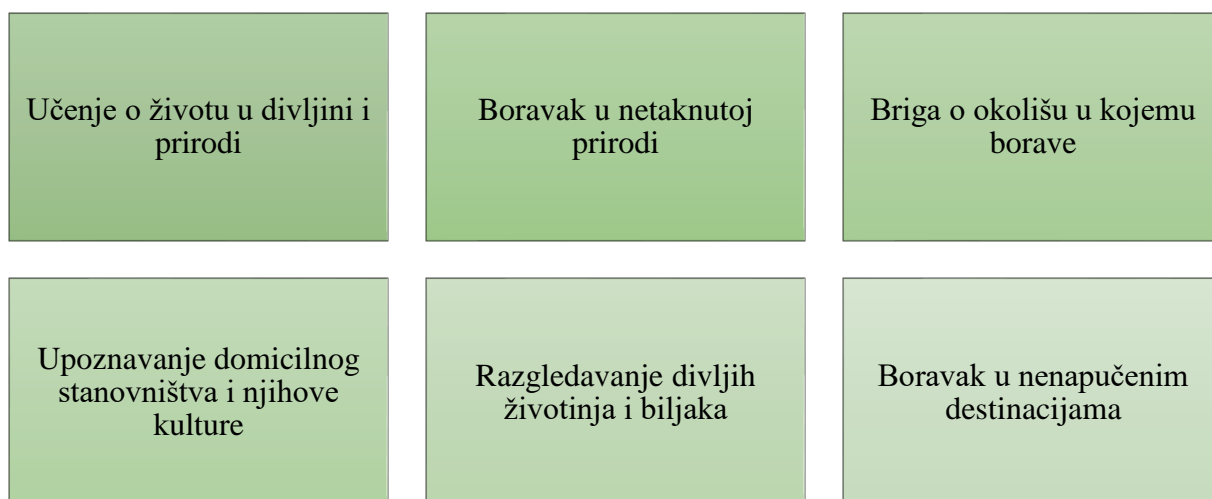 Učenje o životu u divljini i
prirodi
Boravak u netaknutoj
prirodi
Briga o okolišu u kojemu
borave
Upoznavanje domicilnog
stanovništva i njihove
kulture
Razgledavanje divljih
životinja i biljaka
Boravak u nenapučenim
destinacijama